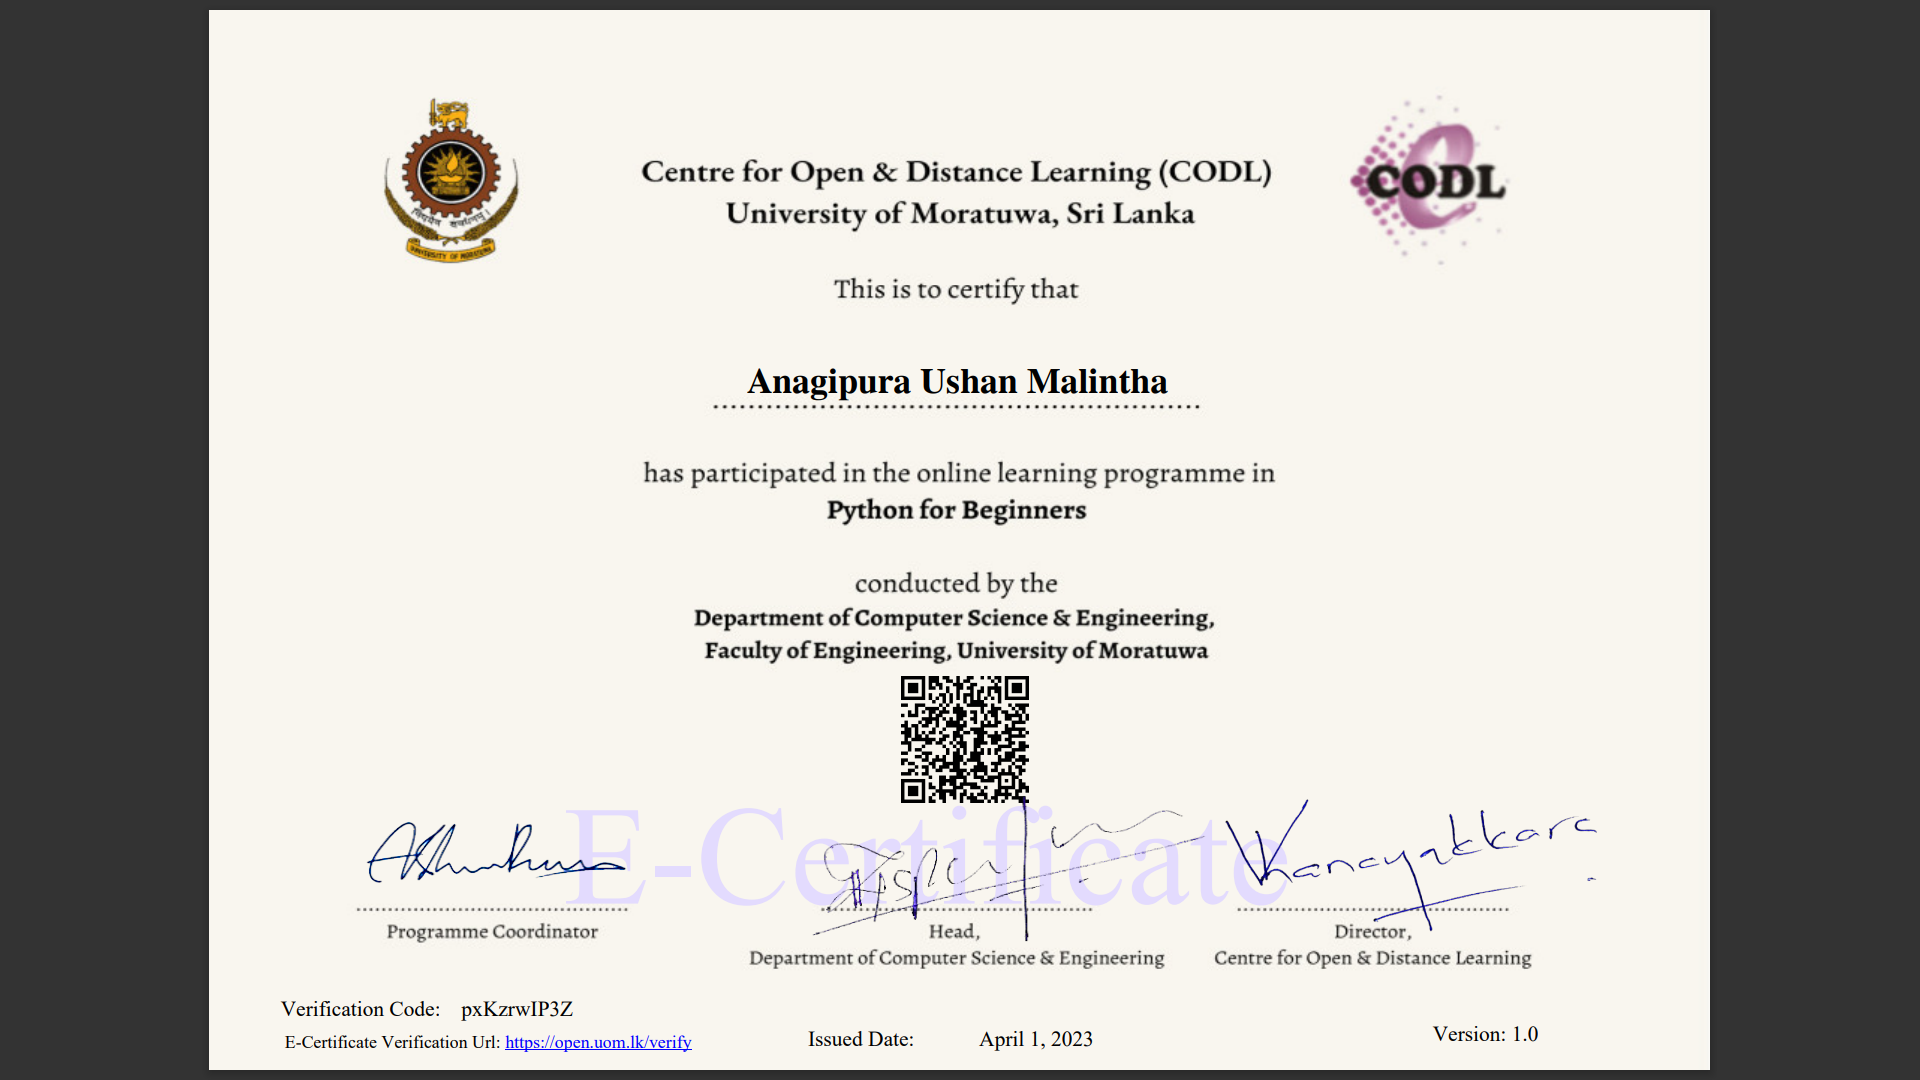 Centre for Open & Distance Learning (CODL)
University of Moratuwa, Sri Lanka
CODL
UNIVERSITY OF MORATUWA
This is to certify that
Anagipura Ushan Malintha
has participated in the online learning programme in
Python for Beginners
conducted by the
Department of Computer Science & Engineering,
Faculty of Engineering, University of Moratuwa
E-Certificate
Programme Coordinator
Head,
Department of Computer Science & Engineering
Director,
Centre for Open & Distance Learning
Verification Code: pxKzrwIP3Z
E-Certificate Verification Url: https://open.uom.lk/verify
Issued Date: April 1, 2023
Version: 1.0